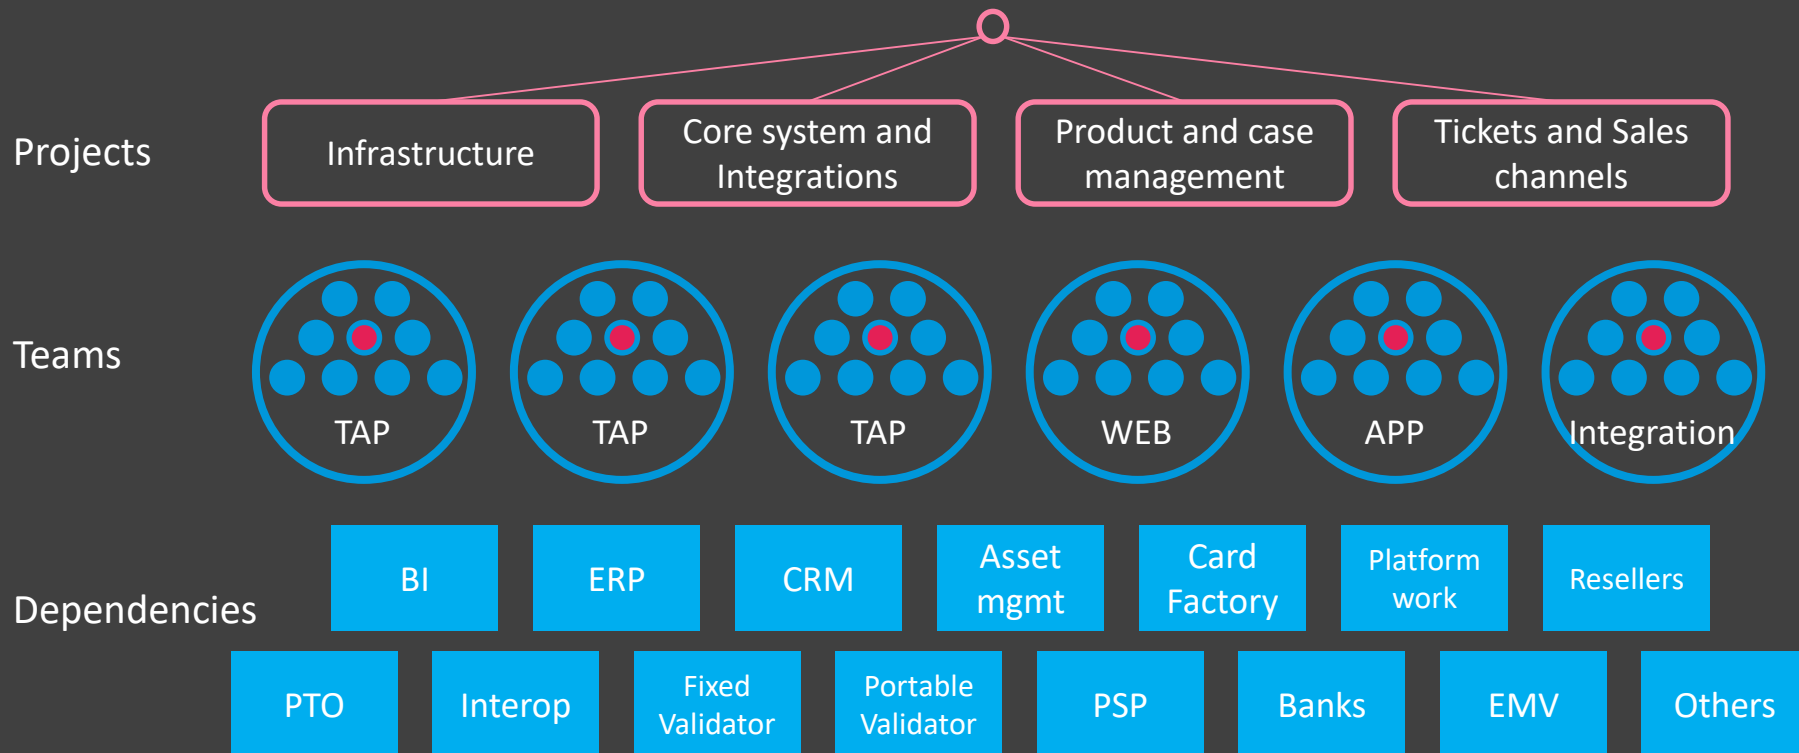 Projects
Infrastructure
Core system and
Integrations
Product and case
management
Tickets and Sales
channels
Teams
TAP
TAP
TAP
WEB
APP
Integration
Dependencies
BI
ERP
CRM
Asset
mgmt
Card
Factory
Platform
work
Resellers
PTO
Interop
Fixed
Validator
Portable
Validator
PSP
Banks
EMV
Others